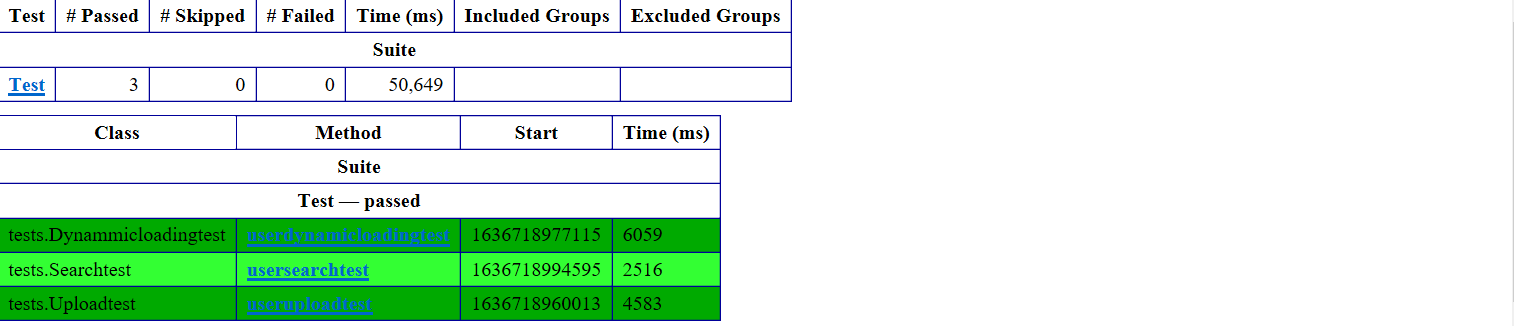 Test # Passed # Skipped # Failed Time (ms) Included Groups Excluded Groups
Suite
Test 3 0 0 50,649
Class Method Start Time (ms)
Suite
Test — passed
tests.Dynammicloadingtest userdynamicloadingtest 1636718977115 6059
tests.Searchtest usersearchtest 1636718994595 2516
tests.Uploadtest useruploadtest 1636718960013 4583